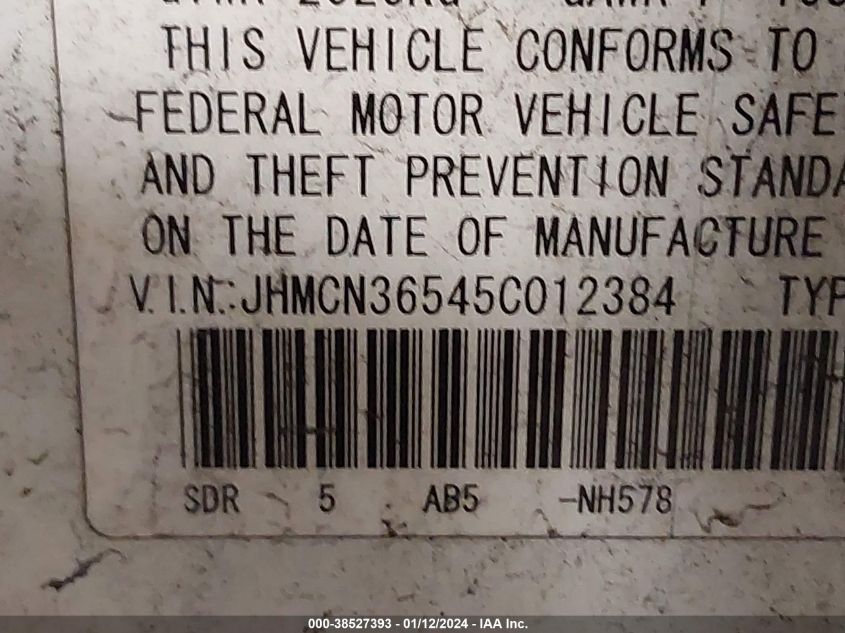 THIS VEHICLE CONFORMS TO
FEDERAL MOTOR VEHICLE SAFE
AND THEFT PREVENTION STANDA
ON THE DATE OF MANUFACTURE
V.I.N.:JHMCN36545C012384 TYP
SDR 5 AB5 -NH578
000-38527393 - 01/12/2024 - IAA Inc.